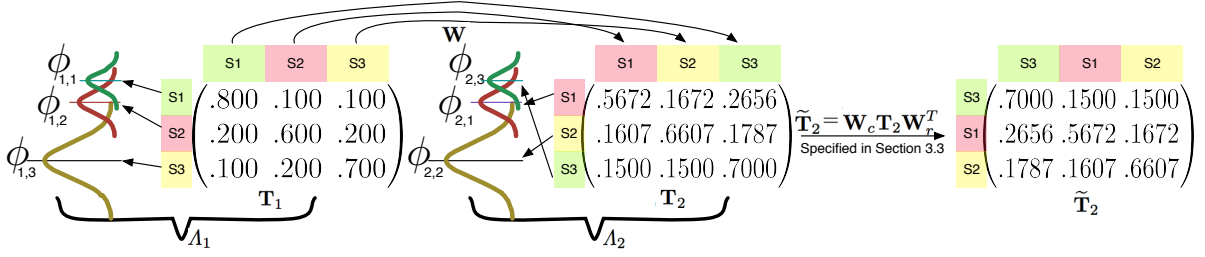 W
S1 S2 S3
ϕ1,1
ϕ1,2
ϕ1,3
S1 .800 .100 .100
S2 .200 .600 .200
S3 .100 .200 .700
T1
Λ1
S1 S2 S3
ϕ2,3
ϕ2,1
ϕ2,2
S1 .5672 .1672 .2656
S2 .1607 .6607 .1787
S3 .1500 .1500 .7000
T2
Λ2
T̃2 = WcT2WrT
Specified in Section 3.3
S3 S1 S2
S3 .7000 .1500 .1500
S1 .2656 .5672 .1672
S2 .1787 .1607 .6607
T̃2